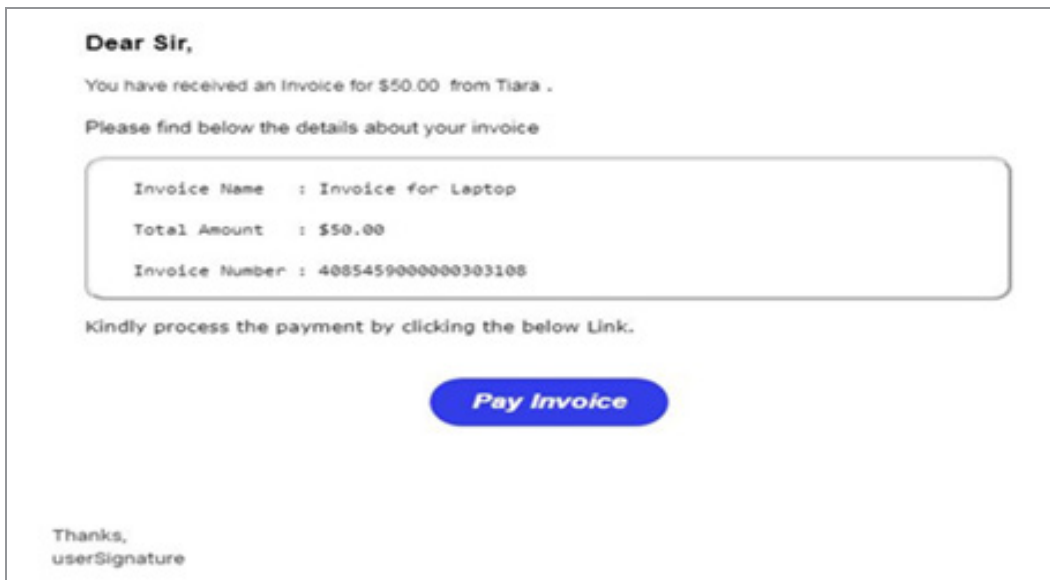 Dear Sir,
You have received an Invoice for $50.00 from Tiara .
Please find below the details about your invoice
Invoice Name : Invoice for Laptop
Total Amount : $50.00
Invoice Number : 4085459000000303108
Kindly process the payment by clicking the below Link.
Pay Invoice
Thanks,
userSignature